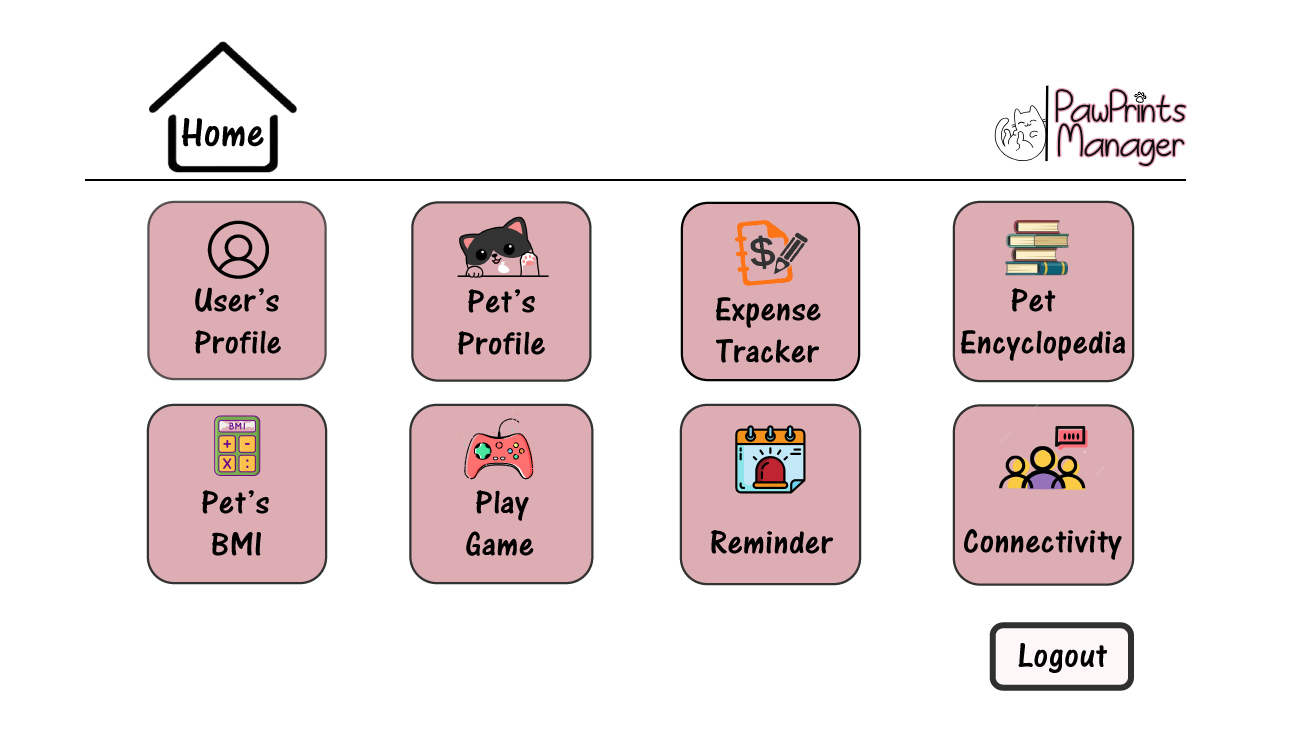 Home
PawPrints
Manager
User's
Profile
Pet's
Profile
Expense
Tracker
Pet
Encyclopedia
BMI
Pet's
BMI
Play
Game
Reminder
Connectivity
Logout